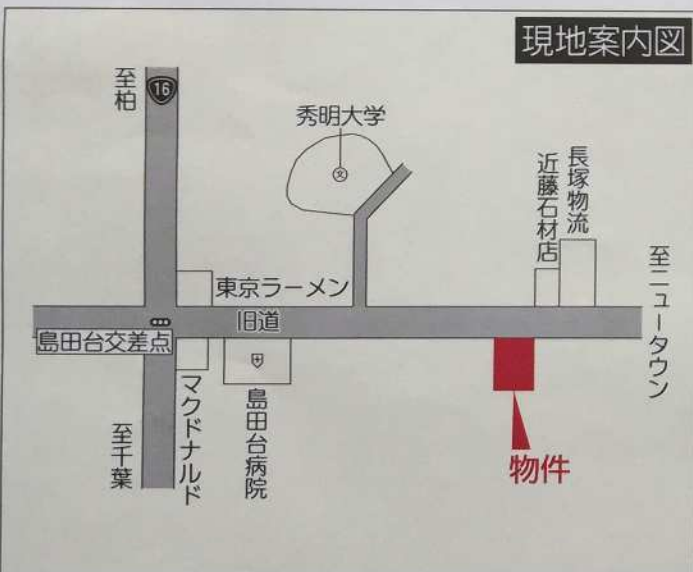 現地案内図
至柏
16
秀明大学
文
長塚物流
近藤石材店
至ニュータウン
東京ラーメン
旧道
島田台交差点
マクドナルド
島田台病院
至千葉
物件